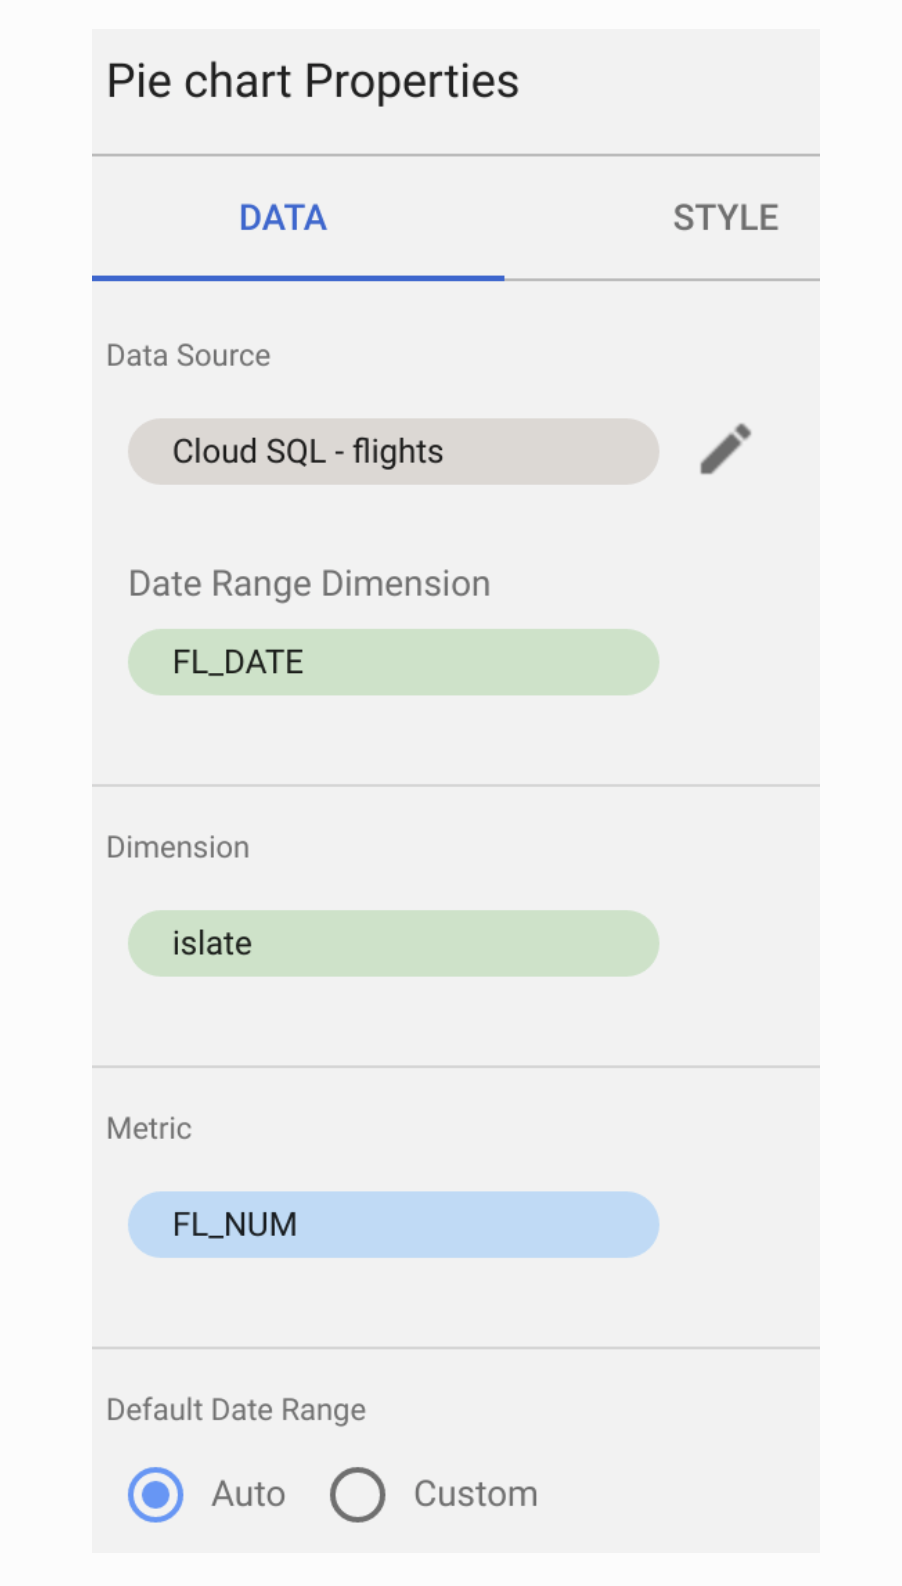 Pie chart Properties
DATA STYLE
Data Source
Cloud SQL - flights
Date Range Dimension
FL_DATE
Dimension
islate
Metric
FL_NUM
Default Date Range
Auto Custom